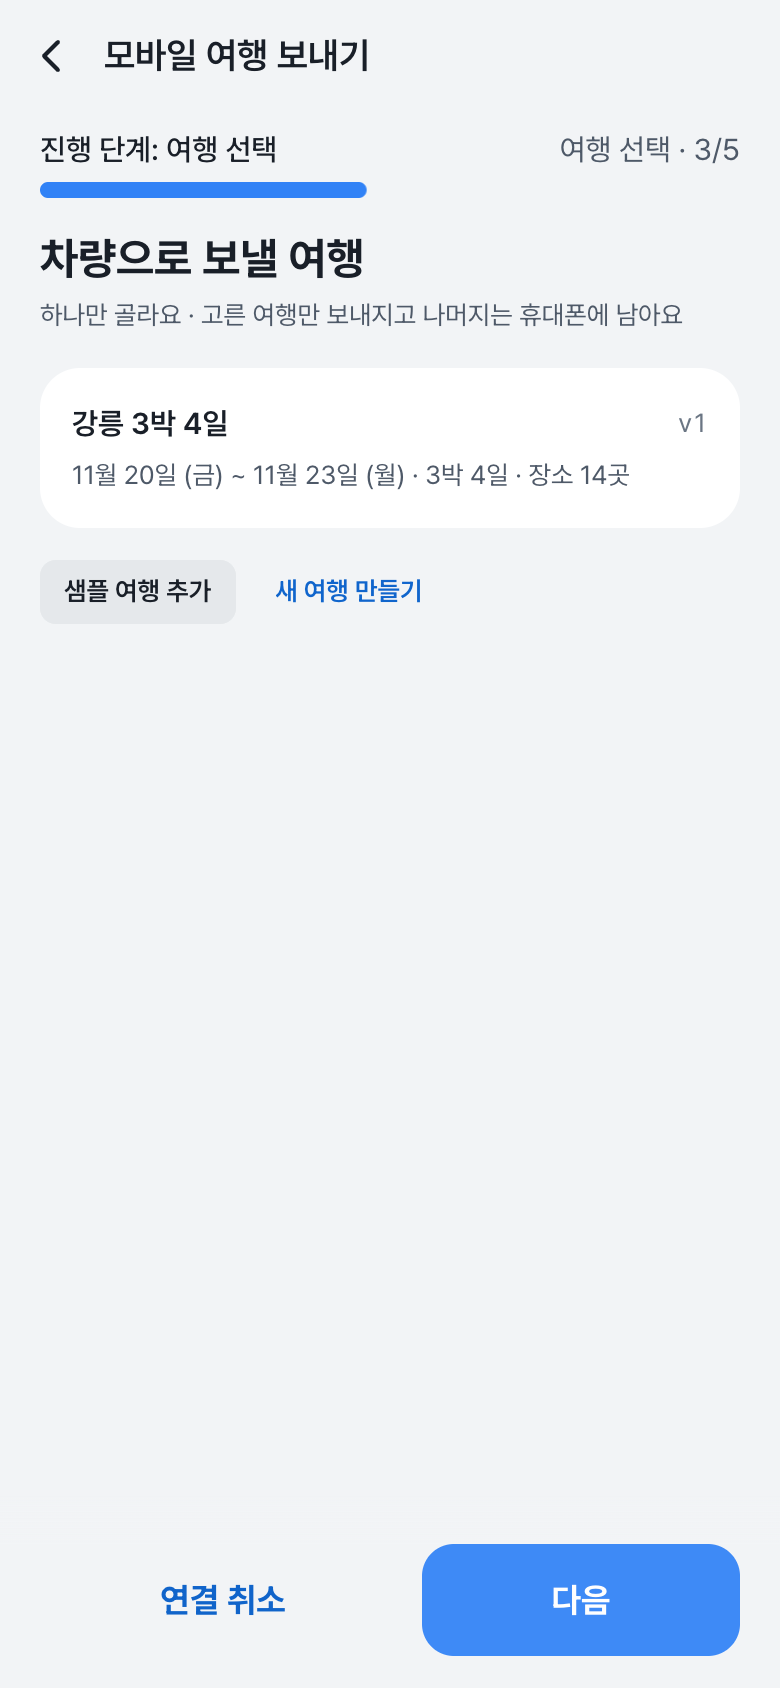 모바일 여행 보내기
진행 단계: 여행 선택
여행 선택 · 3/5
차량으로 보낼 여행
하나만 골라요 · 고른 여행만 보내지고 나머지는 휴대폰에 남아요
강릉 3박 4일
v1
11월 20일 (금) ~ 11월 23일 (월) · 3박 4일 · 장소 14곳
샘플 여행 추가
새 여행 만들기
연결 취소
다음